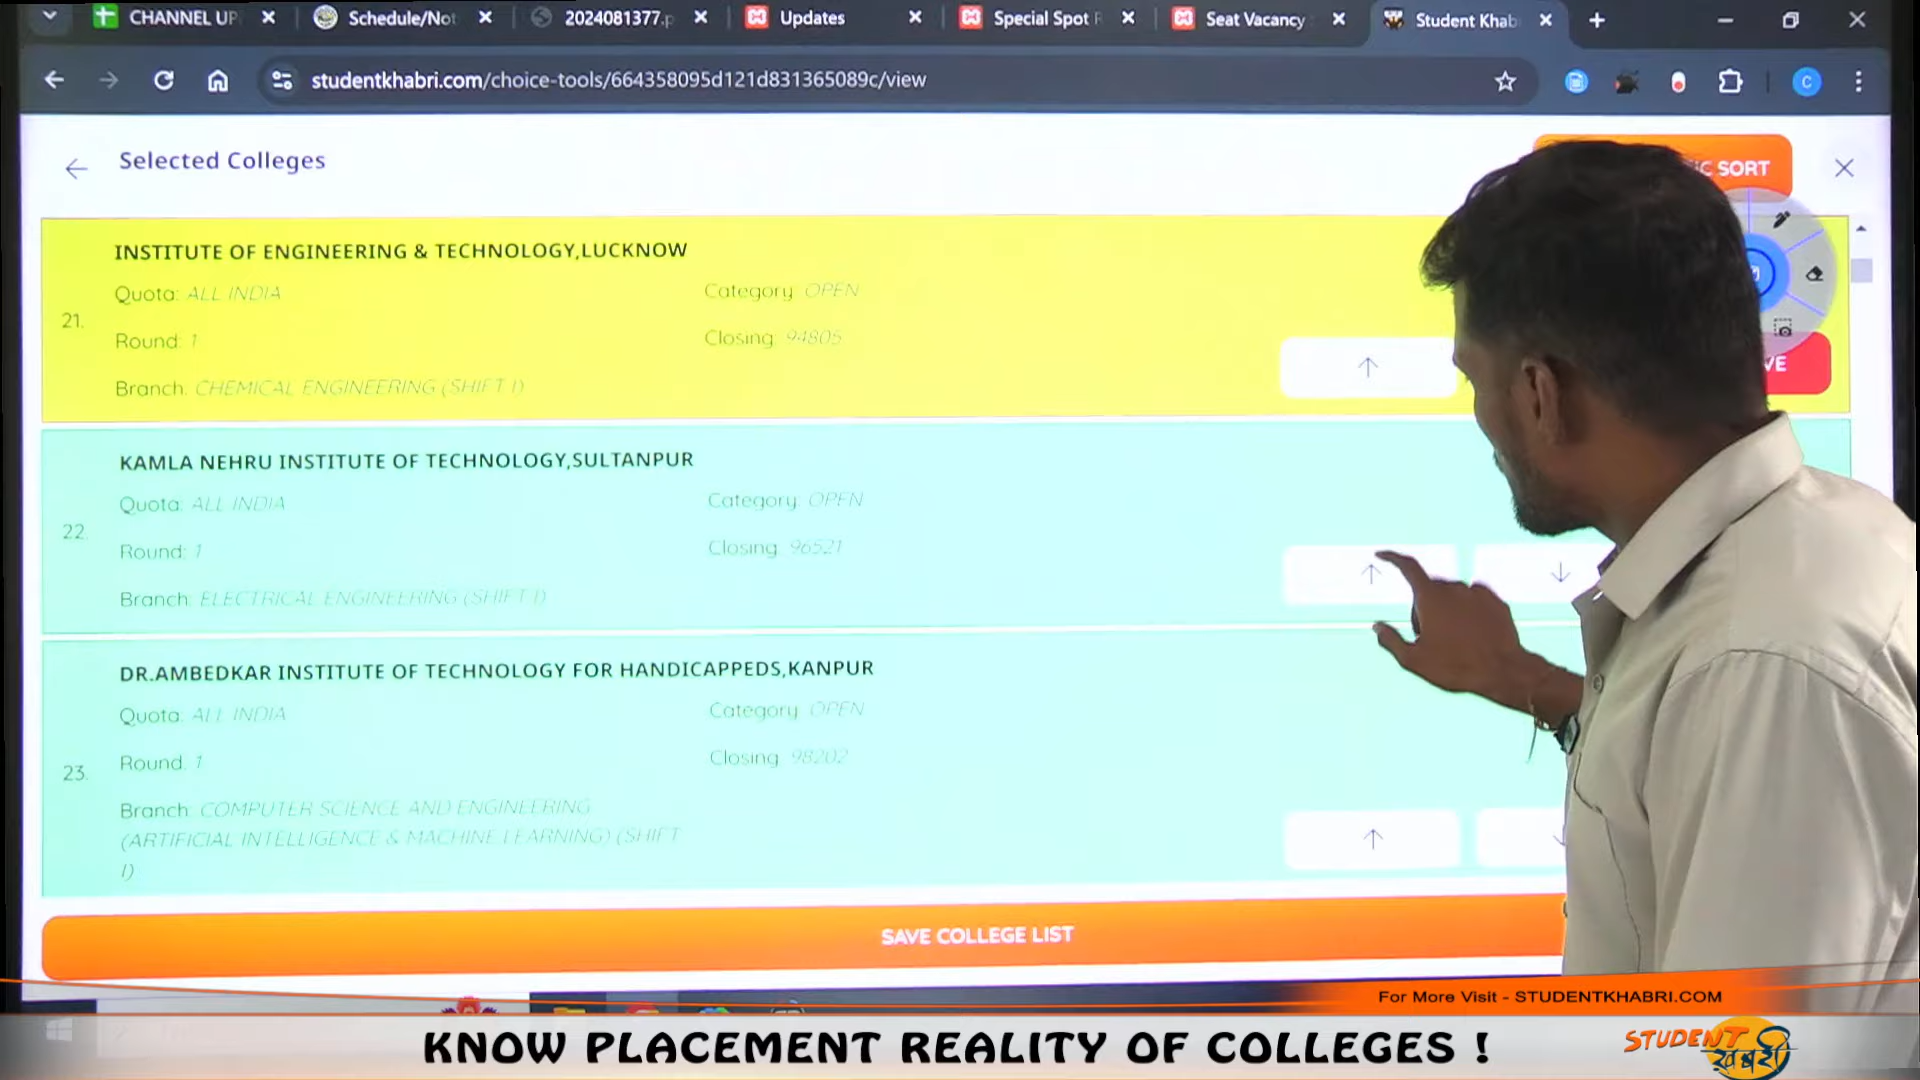 CHANNEL UP
Schedule/Not
2024081377.p
Updates
Special Spot R
Seat Vacancy
Student Khab
studentkhabri.com/choice-tools/664358095d121d831365089c/view
C
Selected Colleges
IC SORT
INSTITUTE OF ENGINEERING & TECHNOLOGY,LUCKNOW
Quota: ALL INDIA
Category: OPEN
21.
Round: 1
Closing: 94805
Branch: CHEMICAL ENGINEERING (SHIFT I)
VE
KAMLA NEHRU INSTITUTE OF TECHNOLOGY,SULTANPUR
Quota: ALL INDIA
Category: OPEN
22.
Round: 1
Closing: 96521
Branch: ELECTRICAL ENGINEERING (SHIFT I)
DR.AMBEDKAR INSTITUTE OF TECHNOLOGY FOR HANDICAPPEDS,KANPUR
Quota: ALL INDIA
Category: OPEN
23.
Round: 1
Closing: 98202
Branch: COMPUTER SCIENCE AND ENGINEERING
(ARTIFICIAL INTELLIGENCE & MACHINE LEARNING) (SHIFT
I)
SAVE COLLEGE LIST
For More Visit - STUDENTKHABRI.COM
KNOW PLACEMENT REALITY OF COLLEGES !
STUDENT
खबरी